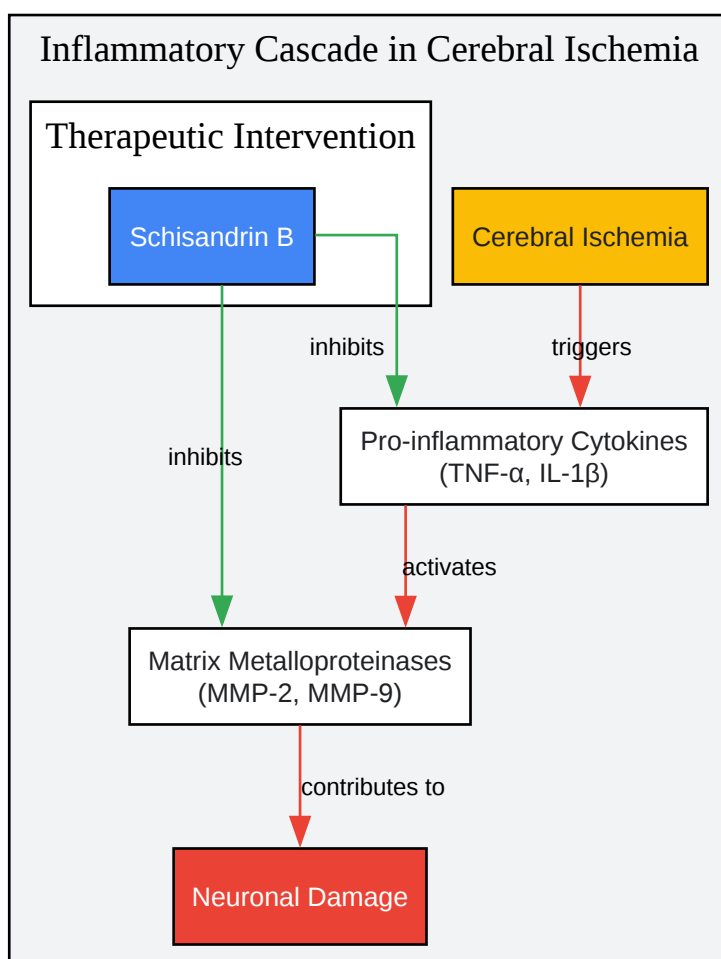 Inflammatory Cascade in Cerebral Ischemia
Therapeutic Intervention
Schisandrin B
Cerebral Ischemia
inhibits
triggers
Pro-inflammatory Cytokines
(TNF-α, IL-1β)
inhibits
activates
Matrix Metalloproteinases
(MMP-2, MMP-9)
contributes to
Neuronal Damage